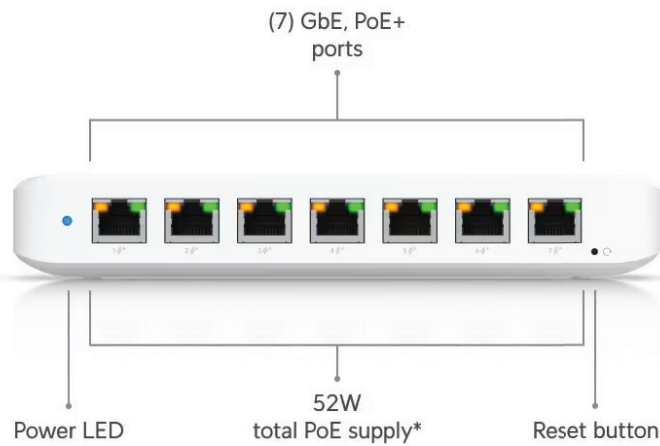 (7) GbE, PoE+
ports
52W
Power LED
total PoE supply*
Reset button